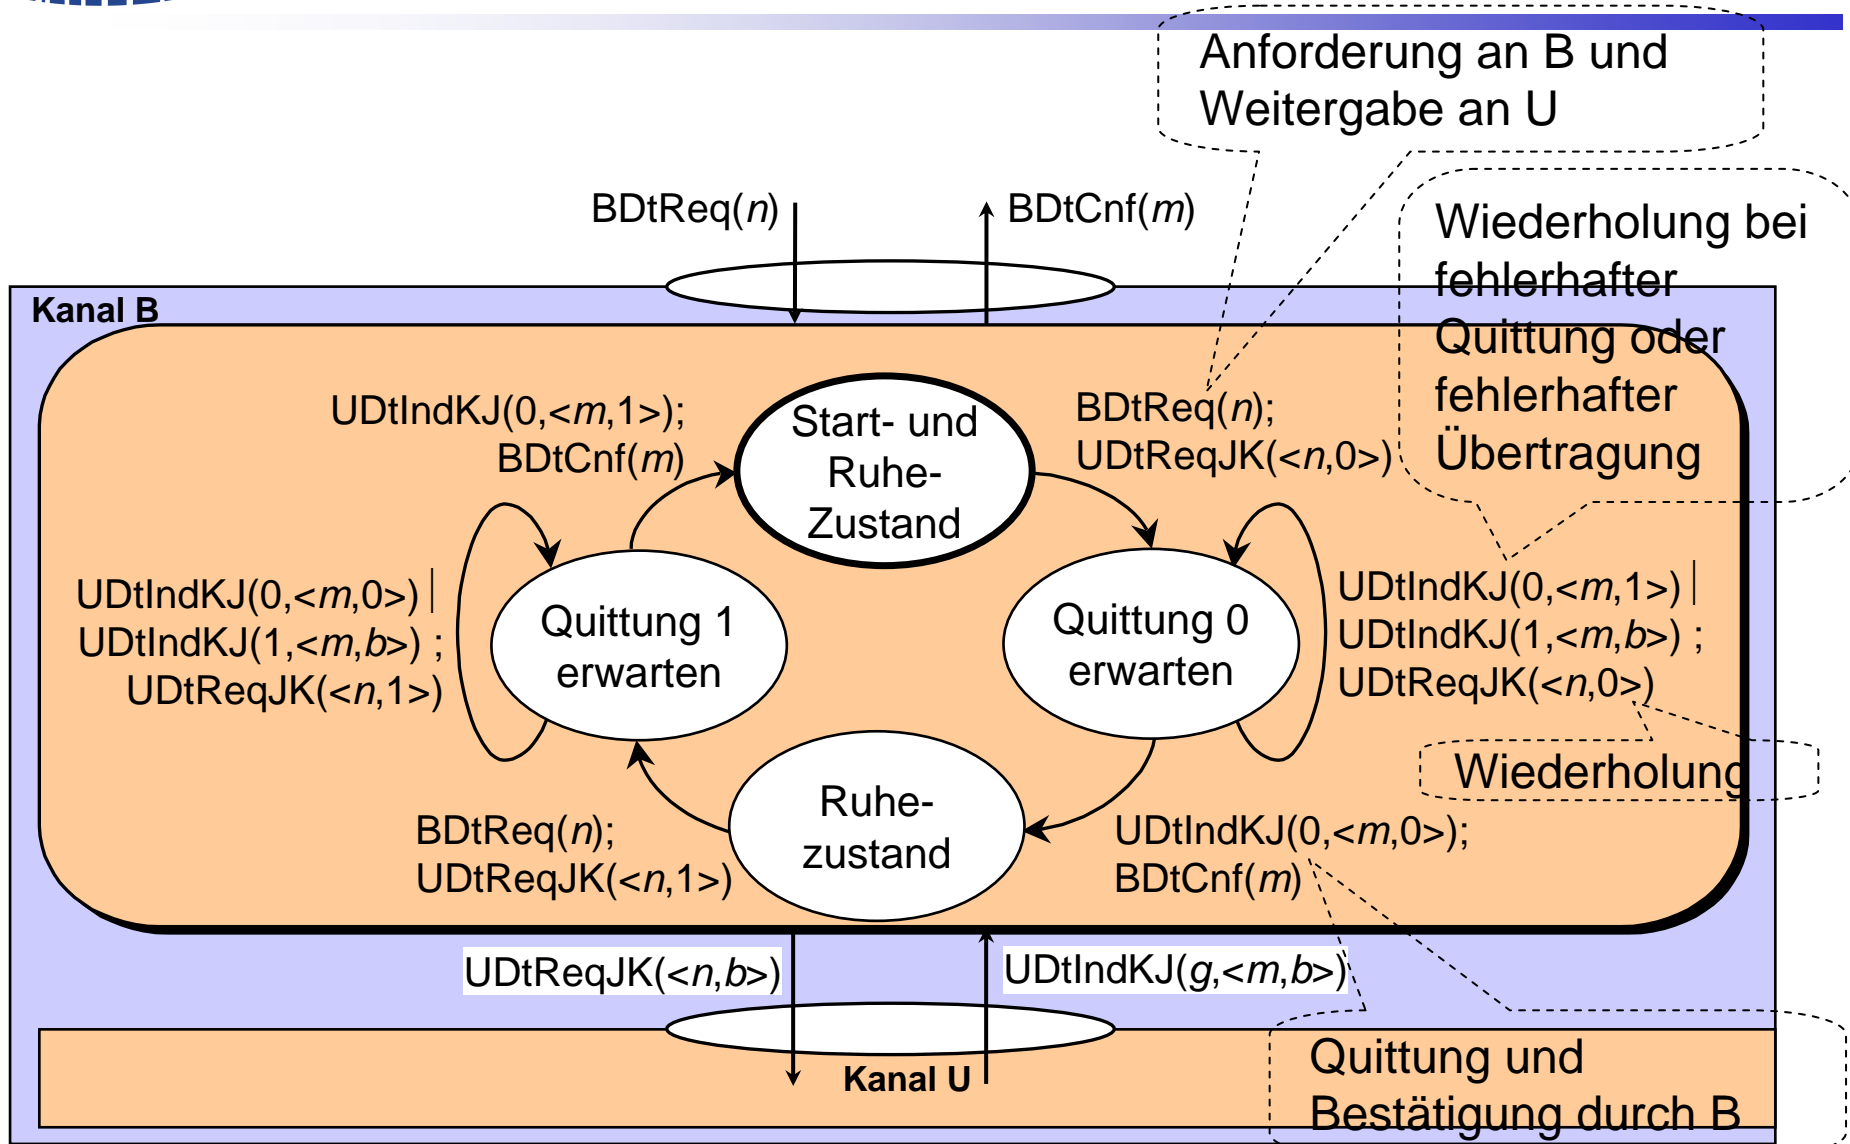 Anforderung an B und
Weitergabe an U
BDtReq(n)
BDtCnf(m)
Wiederholung bei
fehlerhafter
Quittung oder
fehlerhafter
Übertragung
Kanal B
UDtIndKJ(0,<m,1>);
BDtCnf(m)
Start- und
Ruhe-
Zustand
BDtReq(n);
UDtReqJK(<n,0>)
UDtIndKJ(0,<m,0>) |
UDtIndKJ(1,<m,b>) ;
UDtReqJK(<n,1>)
Quittung 1
erwarten
Quittung 0
erwarten
UDtIndKJ(0,<m,1>) |
UDtIndKJ(1,<m,b>) ;
UDtReqJK(<n,0>)
Wiederholung
BDtReq(n);
UDtReqJK(<n,1>)
Ruhe-
zustand
UDtIndKJ(0,<m,0>);
BDtCnf(m)
UDtReqJK(<n,b>)
UDtIndKJ(g,<m,b>)
Kanal U
Quittung und
Bestätigung durch B